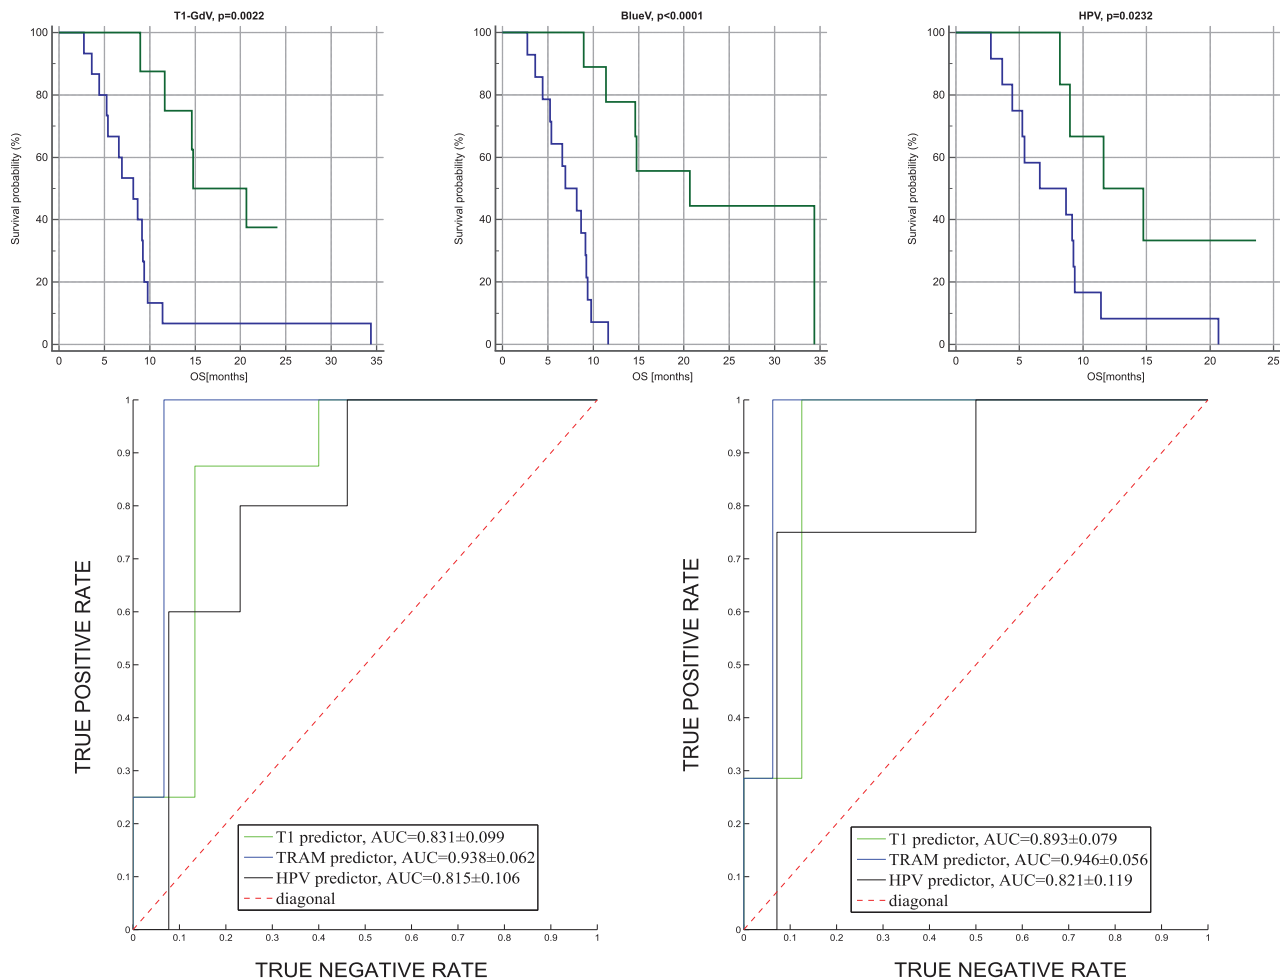 T1-GdV, p=0.0022
100
80
60
40
20
0
Survival probability (%)
0 5 10 15 20 25 30 35
OS[months]
BlueV, p<0.0001
100
80
60
40
20
0
Survival probability (%)
0 5 10 15 20 25 30 35
OS[months]
HPV, p=0.0232
100
80
60
40
20
0
Survival probability (%)
0 5 10 15 20 25
OS[months]
1
0.9
0.8
0.7
0.6
0.5
0.4
0.3
0.2
0.1
0
TRUE POSITIVE RATE
T1 predictor, AUC=0.831±0.099
TRAM predictor, AUC=0.938±0.062
HPV predictor, AUC=0.815±0.106
diagonal
0 0.1 0.2 0.3 0.4 0.5 0.6 0.7 0.8 0.9 1
TRUE NEGATIVE RATE
1
0.9
0.8
0.7
0.6
0.5
0.4
0.3
0.2
0.1
0
TRUE POSITIVE RATE
T1 predictor, AUC=0.893±0.079
TRAM predictor, AUC=0.946±0.056
HPV predictor, AUC=0.821±0.119
diagonal
0 0.1 0.2 0.3 0.4 0.5 0.6 0.7 0.8 0.9 1
TRUE NEGATIVE RATE